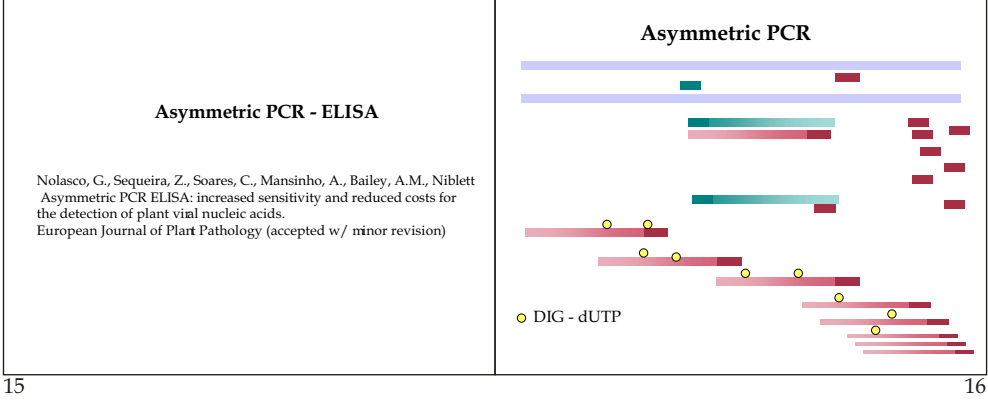 Asymmetric PCR - ELISA
Nolasco, G., Sequeira, Z., Soares, C., Mansinho, A., Bailey, A.M., Niblett
Asymmetric PCR ELISA: increased sensitivity and reduced costs for
the detection of plant viral nucleic acids.
European Journal of Plant Pathology (accepted w/ minor revision)
15
Asymmetric PCR
DIG - dUTP
16